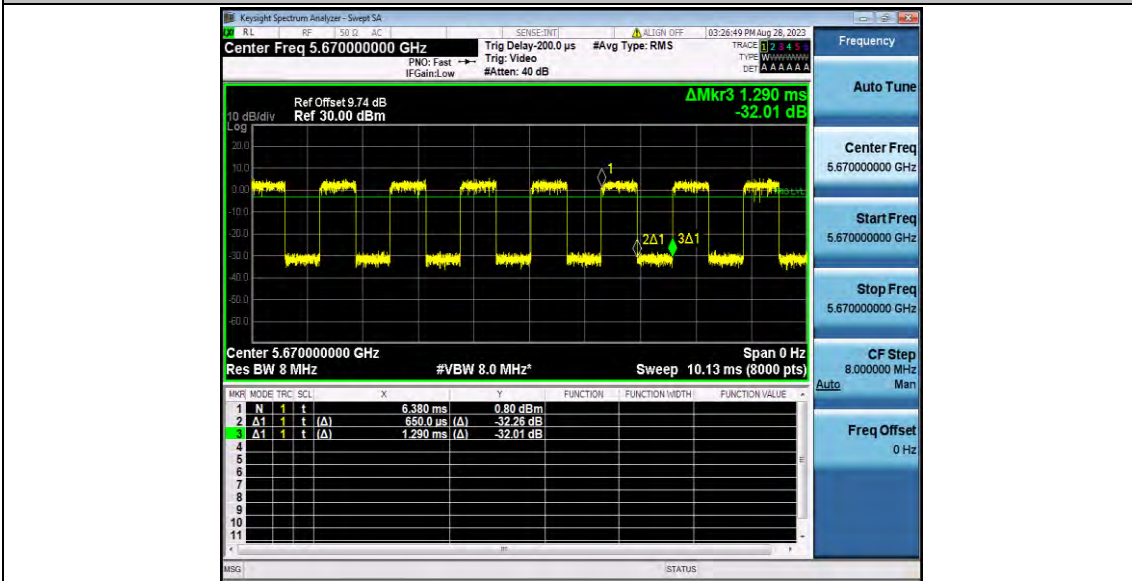 Keysight Spectrum Analyzer - Swept SA
RL RF 50 Ω AC SENSE:INT ALIGN OFF 03:26:49 PM Aug 28, 2023
Center Freq 5.670000000 GHz
PNO: Fast
IFGain:Low
Trig Delay-200.0 µs
Trig: Video
#Atten: 40 dB
#Avg Type: RMS
TRACE 1 2 3 4 5 6
TYPE
DET A A A A A A
Frequency
ΔMkr3 1.290 ms
-32.01 dB
Ref Offset 9.74 dB
Ref 30.00 dBm
10 dB/div
Log
20.0
10.0
0.00
-10.0
-20.0
-30.0
-40.0
-50.0
-60.0
1
2Δ1
3Δ1
Center 5.670000000 GHz
Span 0 Hz
Res BW 8 MHz
#VBW 8.0 MHz*
Sweep 10.13 ms (8000 pts)
MKR MODE TRC SCL X Y FUNCTION FUNCTION WIDTH FUNCTION VALUE
1 N 1 t 6.380 ms 0.80 dBm
2 Δ1 1 t (Δ) 650.0 µs (Δ) -32.26 dB
3 Δ1 1 t (Δ) 1.290 ms (Δ) -32.01 dB
4
5
6
7
8
9
10
11
Auto Tune
Center Freq
5.670000000 GHz
Start Freq
5.670000000 GHz
Stop Freq
5.670000000 GHz
CF Step
8.000000 MHz
Auto Man
Freq Offset
0 Hz
MSG
STATUS